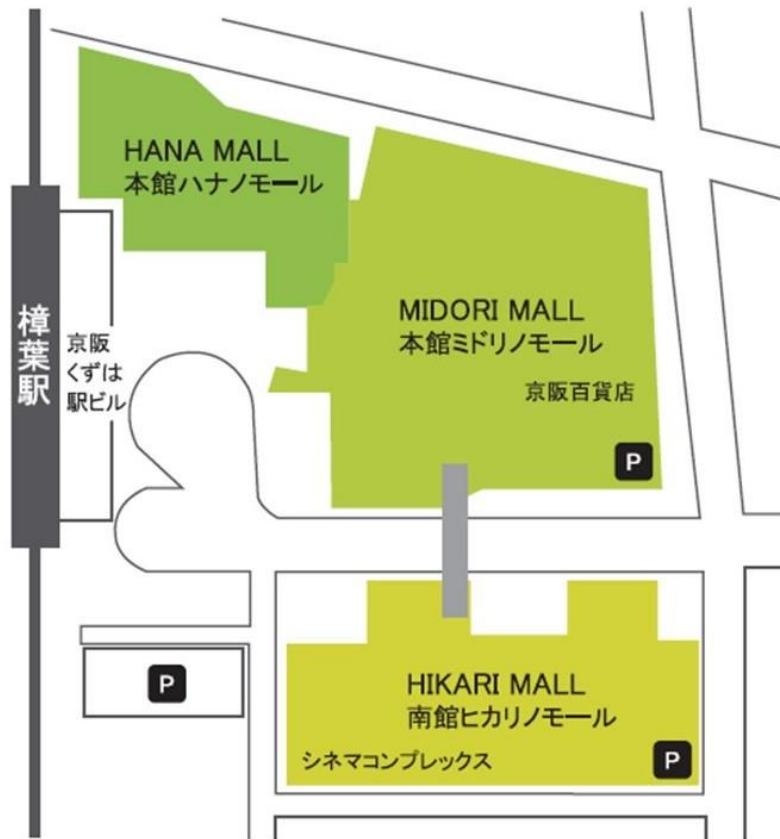 HANA MALL
本館ハナノモール
MIDORI MALL
本館ミドリノモール
京阪百貨店
P
樟葉駅
京阪
くずは
駅ビル
P
HIKARI MALL
南館ヒカリノモール
シネマコンプレックス
P